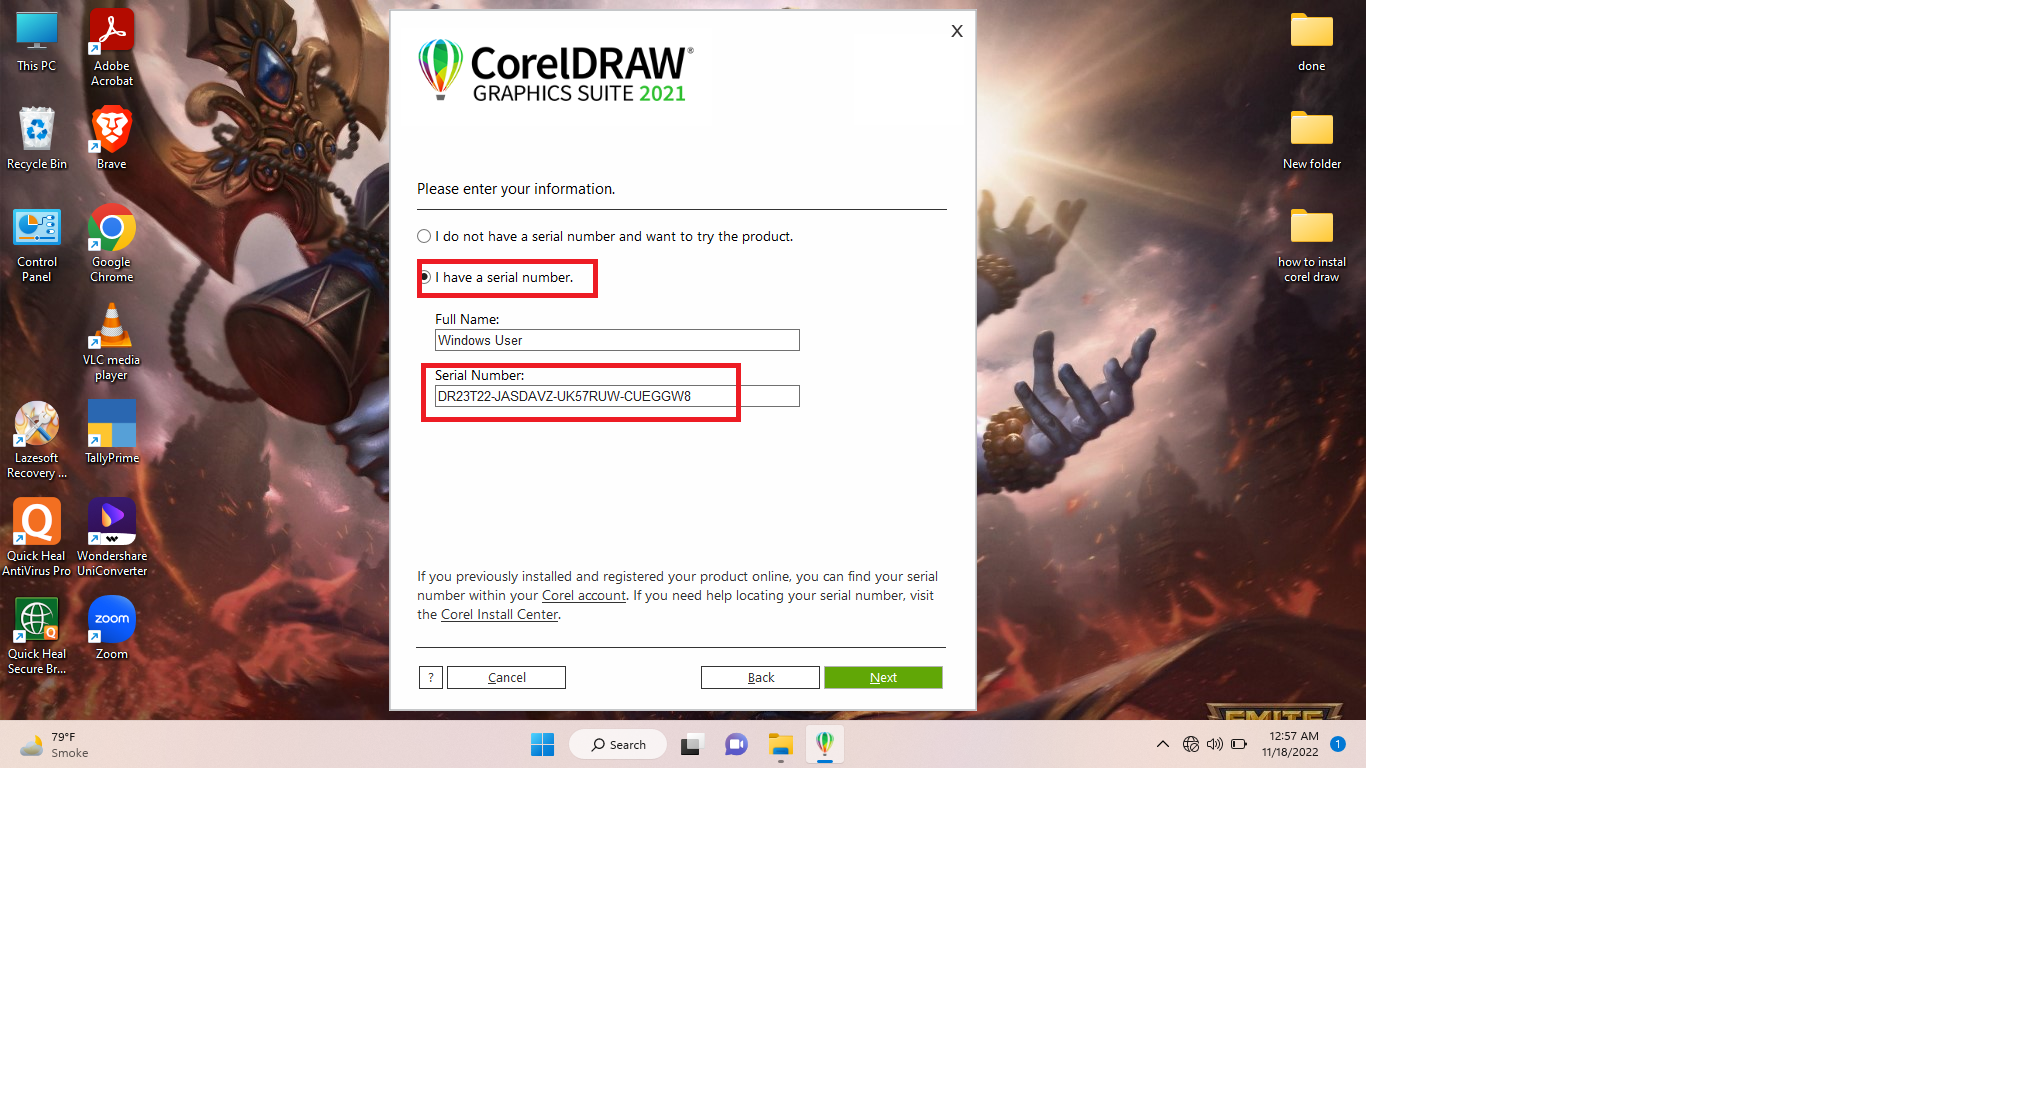 This PC
Adobe
Acrobat
Recycle Bin
Brave
Control
Panel
Google
Chrome
VLC media
player
Lazesoft
Recovery ...
TallyPrime
Quick Heal
AntiVirus Pro
Wondershare
UniConverter
Quick Heal
Secure Br...
zoom
Zoom
X
CorelDRAW®
GRAPHICS SUITE 2021
Please enter your information.
I do not have a serial number and want to try the product.
I have a serial number.
Full Name:
Windows User
Serial Number:
DR23T22-JASDAVZ-UK57RUW-CUEGGW8
If you previously installed and registered your product online, you can find your serial
number within your Corel account. If you need help locating your serial number, visit
the Corel Install Center.
?
Cancel
Back
Next
done
New folder
how to instal
corel draw
79°F
Smoke
Search
12:57 AM
11/18/2022
1